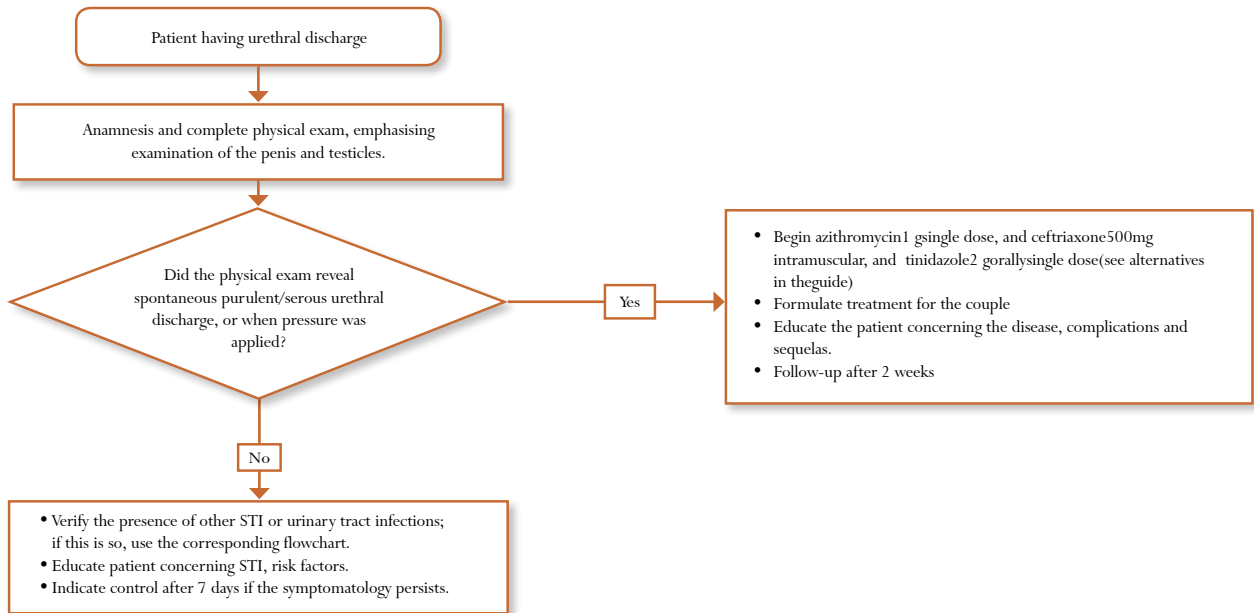 Patient having urethral discharge
Anamnesis and complete physical exam, emphasising
examination of the penis and testicles.
Did the physical exam reveal
spontaneous purulent/serous urethral
discharge, or when pressure was
applied?
Yes
• Begin azithromycin1 gsingle dose, and ceftriaxone500mg
intramuscular, and tinidazole2 gorallysingle dose(see alternatives
in theguide)
• Formulate treatment for the couple
• Educate the patient concerning the disease, complications and
sequelas.
• Follow-up after 2 weeks
No
• Verify the presence of other STI or urinary tract infections;
if this is so, use the corresponding flowchart.
• Educate patient concerning STI, risk factors.
• Indicate control after 7 days if the symptomatology persists.